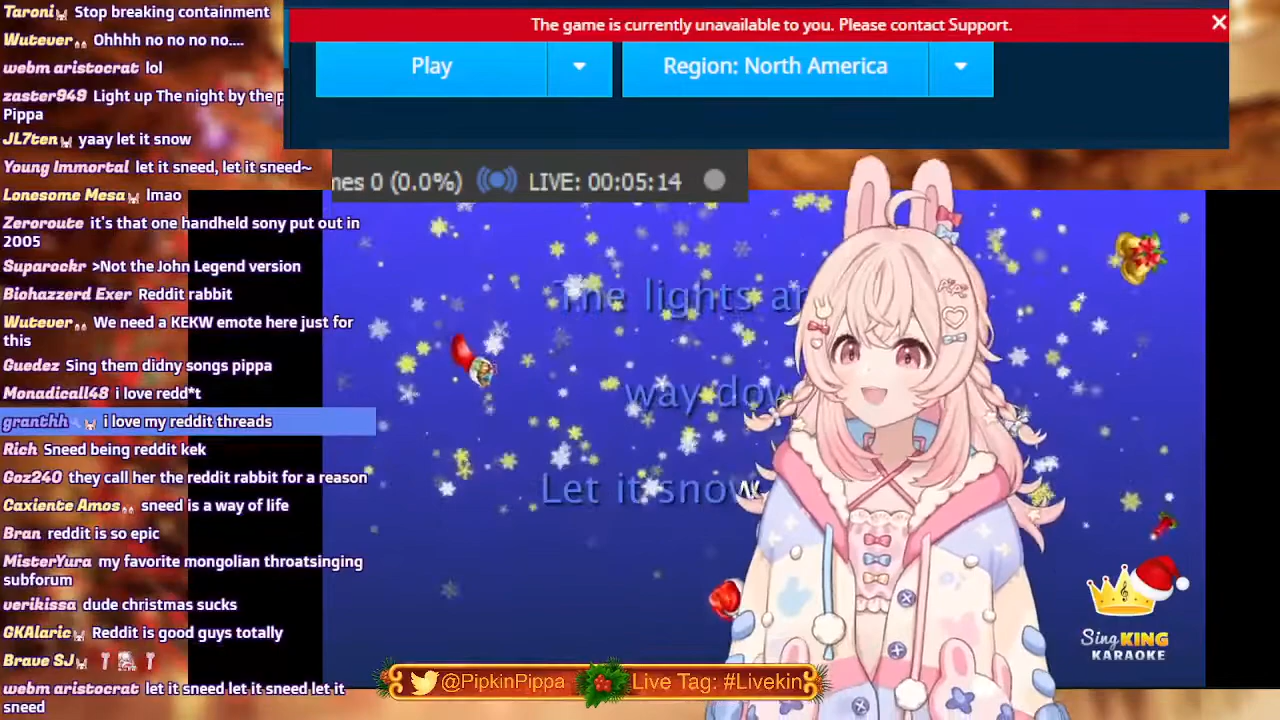 Taroni Stop breaking containment
Wutever Ohhhh no no no no....
webm aristocrat lol
zaster949 Light up The night by the p
Pippa
JL7ten yaay let it snow
Young Immortal let it sneed, let it sneed~
Lonesome Mesa lmao
Zeroroute it's that one handheld sony put out in
2005
Suparockr >Not the John Legend version
Biohazzerd Exer Reddit rabbit
Wutever We need a KEKW emote here just for
this
Guedez Sing them didny songs pippa
Monadicall48 i love redd*t
granthh i love my reddit threads
Rich Sneed being reddit kek
Goz240 they call her the reddit rabbit for a reason
Caxiente Amos sneed is a way of life
Bran reddit is so epic
MisterYura my favorite mongolian throatsinging
subforum
verikissa dude christmas sucks
GKAlaric Reddit is good guys totally
Brave SJ
webm aristocrat let it sneed let it sneed let it
sneed
The game is currently unavailable to you. Please contact Support.
Play
Region: North America
mes 0 (0.0%) LIVE: 00:05:14
The lights ar
way dow
Let it snow
Sing KING
KARAOKE
@PipkinPippa Live Tag: #Livekin